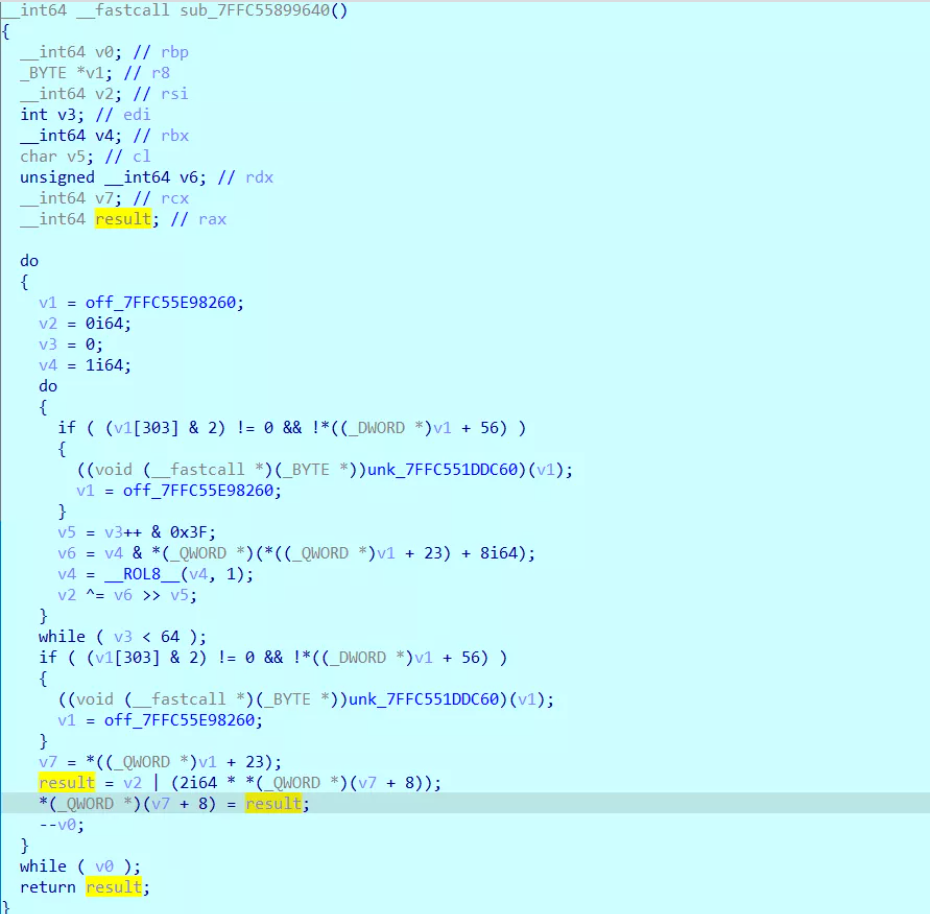 __int64 __fastcall sub_7FFC55899640()
{
__int64 v0; // rbp
_BYTE *v1; // r8
__int64 v2; // rsi
int v3; // edi
__int64 v4; // rbx
char v5; // cl
unsigned __int64 v6; // rdx
__int64 v7; // rcx
__int64 result; // rax
do
{
v1 = off_7FFC55E98260;
v2 = 0i64;
v3 = 0;
v4 = 1i64;
do
{
if ( (v1[303] & 2) != 0 && !*((_DWORD *)v1 + 56) )
{
((void (__fastcall *)(_BYTE *))unk_7FFC551DDC60)(v1);
v1 = off_7FFC55E98260;
}
v5 = v3++ & 0x3F;
v6 = v4 & *(_QWORD *)(*((_QWORD *)v1 + 23) + 8i64);
v4 = __ROL8__(v4, 1);
v2 ^= v6 >> v5;
}
while ( v3 < 64 );
if ( (v1[303] & 2) != 0 && !*((_DWORD *)v1 + 56) )
{
((void (__fastcall *)(_BYTE *))unk_7FFC551DDC60)(v1);
v1 = off_7FFC55E98260;
}
v7 = *((_QWORD *)v1 + 23);
result = v2 | (2i64 * *(_QWORD *)(v7 + 8));
*(_QWORD *)(v7 + 8) = result;
--v0;
}
while ( v0 );
return result;
}